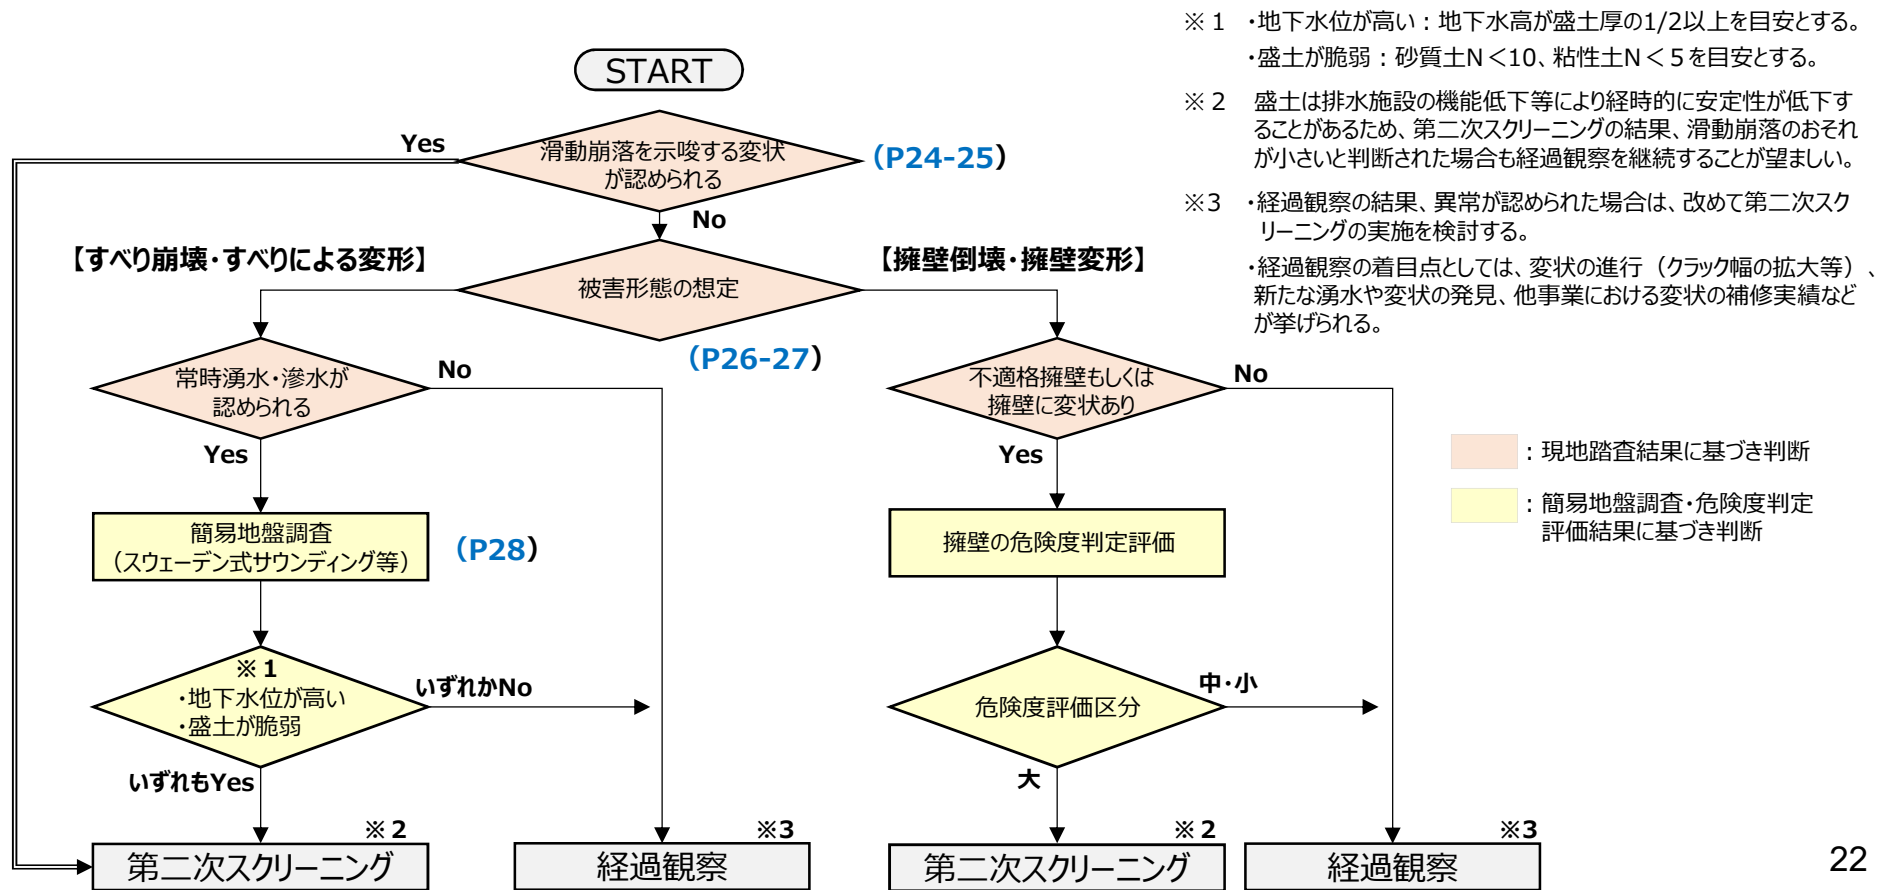 START
滑動崩落を示唆する変状
が認められる
(P24-25)
Yes
No
【すべり崩壊・すべりによる変形】
【擁壁倒壊・擁壁変形】
被害形態の想定
(P26-27)
常時湧水・滲水が
認められる
No
Yes
不適格擁壁もしくは
擁壁に変状あり
No
Yes
簡易地盤調査
（スウェーデン式サウンディング等）
(P28)
擁壁の危険度判定評価
※１
・地下水位が高い
・盛土が脆弱
いずれかNo
いずれもYes
危険度評価区分
中・小
大
※２
第二次スクリーニング
※3
経過観察
※２
第二次スクリーニング
※3
経過観察
※１ ・地下水位が高い：地下水高が盛土厚の1/2以上を目安とする。
・盛土が脆弱：砂質土N＜10、粘性土N＜５を目安とする。
※２ 盛土は排水施設の機能低下等により経時的に安定性が低下す
ることがあるため、第二次スクリーニングの結果、滑動崩落のおそれ
が小さいと判断された場合も経過観察を継続することが望ましい。
※3 ・経過観察の結果、異常が認められた場合は、改めて第二次スク
リーニングの実施を検討する。
・経過観察の着目点としては、変状の進行（クラック幅の拡大等）、
新たな湧水や変状の発見、他事業における変状の補修実績など
が挙げられる。
：現地踏査結果に基づき判断
：簡易地盤調査・危険度判定
評価結果に基づき判断
22